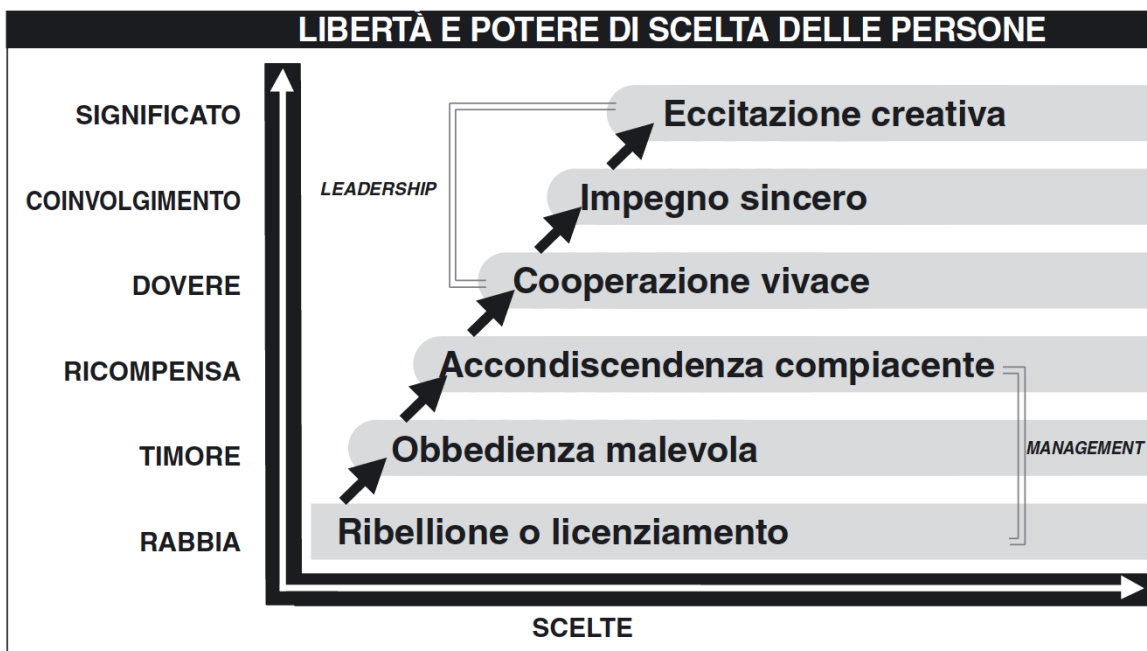 LIBERTÀ E POTERE DI SCELTA DELLE PERSONE
SIGNIFICATO
Eccitazione creativa
LEADERSHIP
COINVOLGIMENTO
Impegno sincero
DOVERE
Cooperazione vivace
RICOMPENSA
Accondiscendenza compiacente
TIMORE
Obbedienza malevola
MANAGEMENT
RABBIA
Ribellione o licenziamento
SCELTE